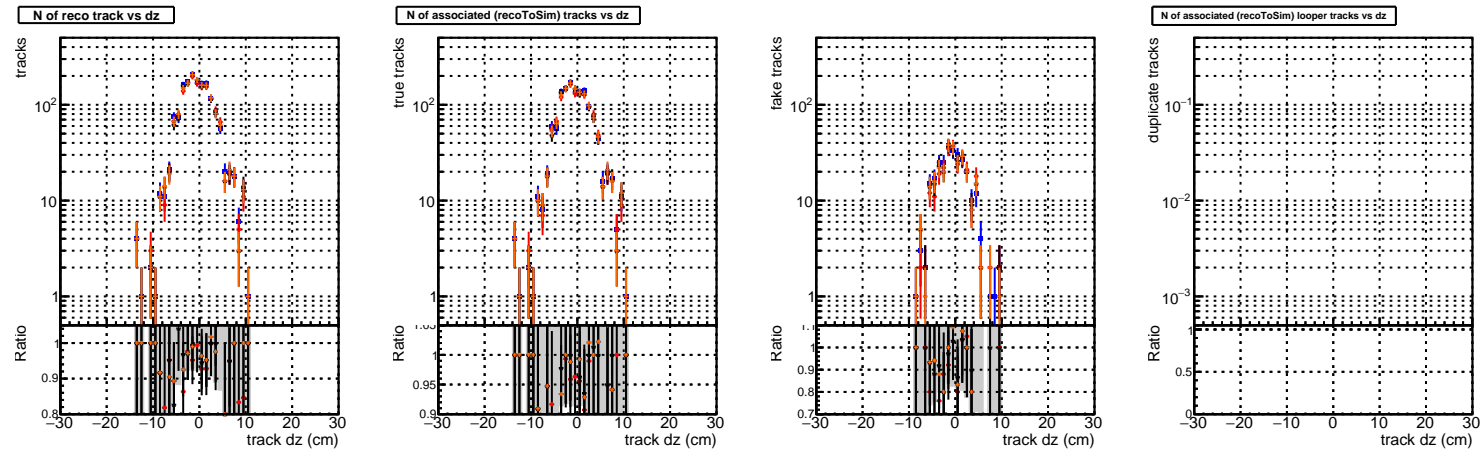 N of reco track vs dz
tracks
10²
10
1
Ratio
1
0.9
0.8
−30 −20 −10 0 10 20 30
track dz (cm)
N of associated (recoToSim) tracks vs dz
true tracks
10²
10
1
Ratio
1.05
1
0.95
0.9
−30 −20 −10 0 10 20 30
track dz (cm)
fake tracks
10²
10
1
Ratio
1.1
1
0.9
0.8
0.7
−30 −20 −10 0 10 20 30
track dz (cm)
N of associated (recoToSim) looper tracks vs dz
duplicate tracks
10⁻¹
10⁻²
10⁻³
Ratio
1
0.5
0
−30 −20 −10 0 10 20 30
track dz (cm)